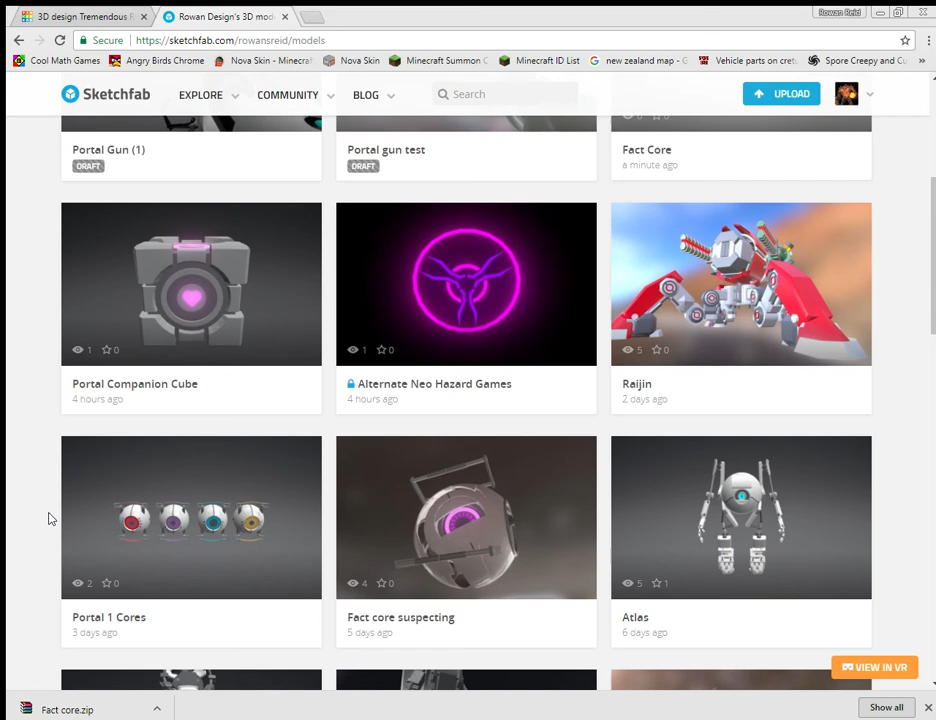 3D design Tremendous
Rowan Design's 3D mod
Rowan Reid
Secure
https://sketchfab.com/rowansreid/models
Cool Math Games
Angry Birds Chrome
Nova Skin - Minecraf
Nova Skin
Minecraft Summon C
Minecraft ID List
new zealand map - G
Vehicle parts on cret
Spore Creepy and Cu
Sketchfab
EXPLORE
COMMUNITY
BLOG
Search
UPLOAD
Portal Gun (1)
DRAFT
Portal gun test
DRAFT
Fact Core
a minute ago
1 0
Portal Companion Cube
4 hours ago
1 0
Alternate Neo Hazard Games
4 hours ago
5 0
Raijin
2 days ago
2 0
Portal 1 Cores
3 days ago
4 0
Fact core suspecting
5 days ago
5 1
Atlas
6 days ago
VIEW IN VR
Fact core.zip
Show all